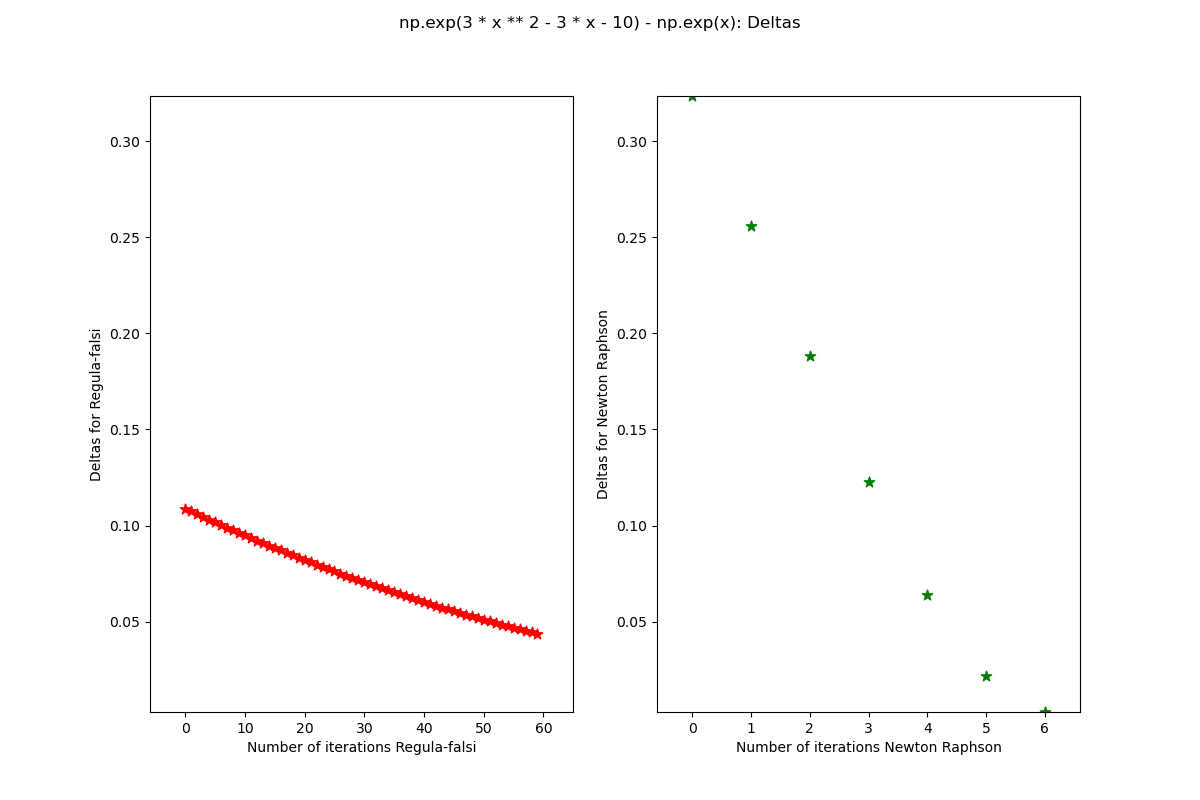 np.exp(3 * x ** 2 - 3 * x - 10) - np.exp(x): Deltas
0.30
0.25
0.20
0.15
0.10
0.05
Deltas for Regula-falsi
0 10 20 30 40 50 60
Number of iterations Regula-falsi
0.30
0.25
0.20
0.15
0.10
0.05
Deltas for Newton Raphson
0 1 2 3 4 5 6
Number of iterations Newton Raphson